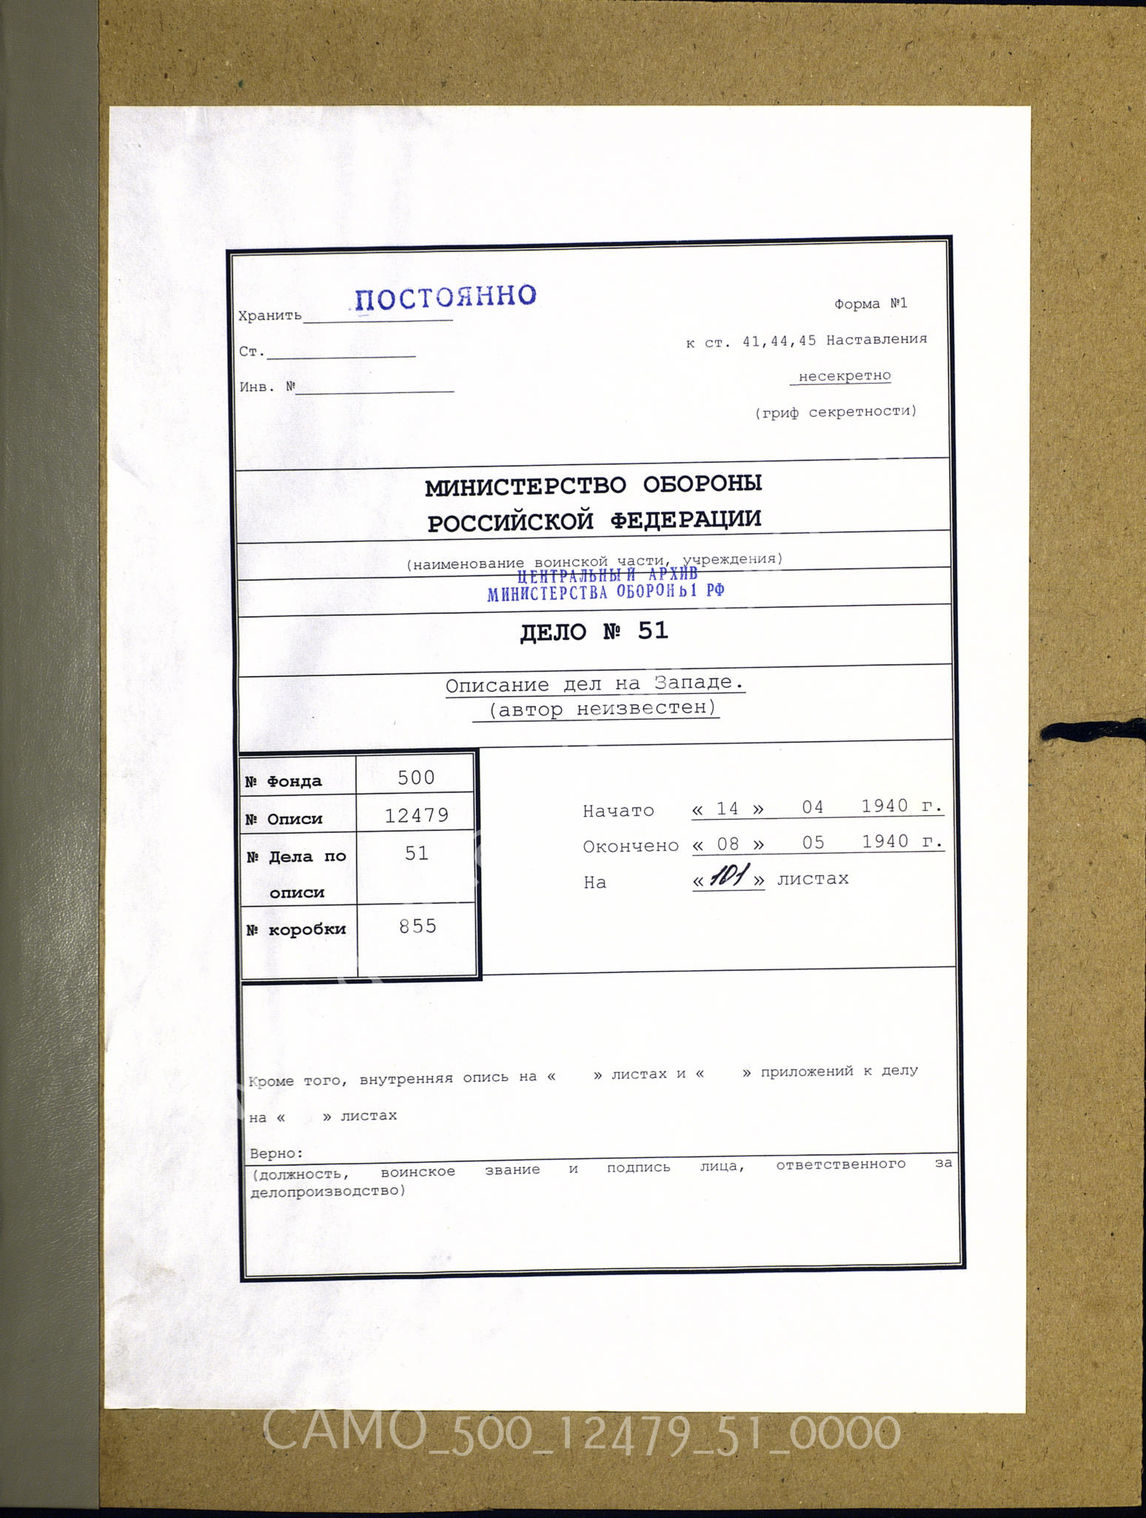 Хранить ПОСТОЯННО
Форма №1
Ст.
к ст. 41,44,45 Наставления
Инв. №
несекретно
(гриф секретности)
МИНИСТЕРСТВО ОБОРОНЫ
РОССИЙСКОЙ ФЕДЕРАЦИИ
(наименование воинской части, учреждения)
ЦЕНТРАЛЬНЫЙ АРХИВ
МИНИСТЕРСТВА ОБОРОНЫ РФ
ДЕЛО № 51
Описание дел на Западе.
(автор неизвестен)
№ Фонда 500
№ Описи 12479
№ Дела по 51
описи
№ коробки 855
Начато « 14 » 04 1940 г.
Окончено « 08 » 05 1940 г.
На « 101 » листах
Кроме того, внутренняя опись на « » листах и « » приложений к делу
на « » листах
Верно:
(должность, воинское звание и подпись лица, ответственного за
делопроизводство)
CAMO_500_12479_51_0000